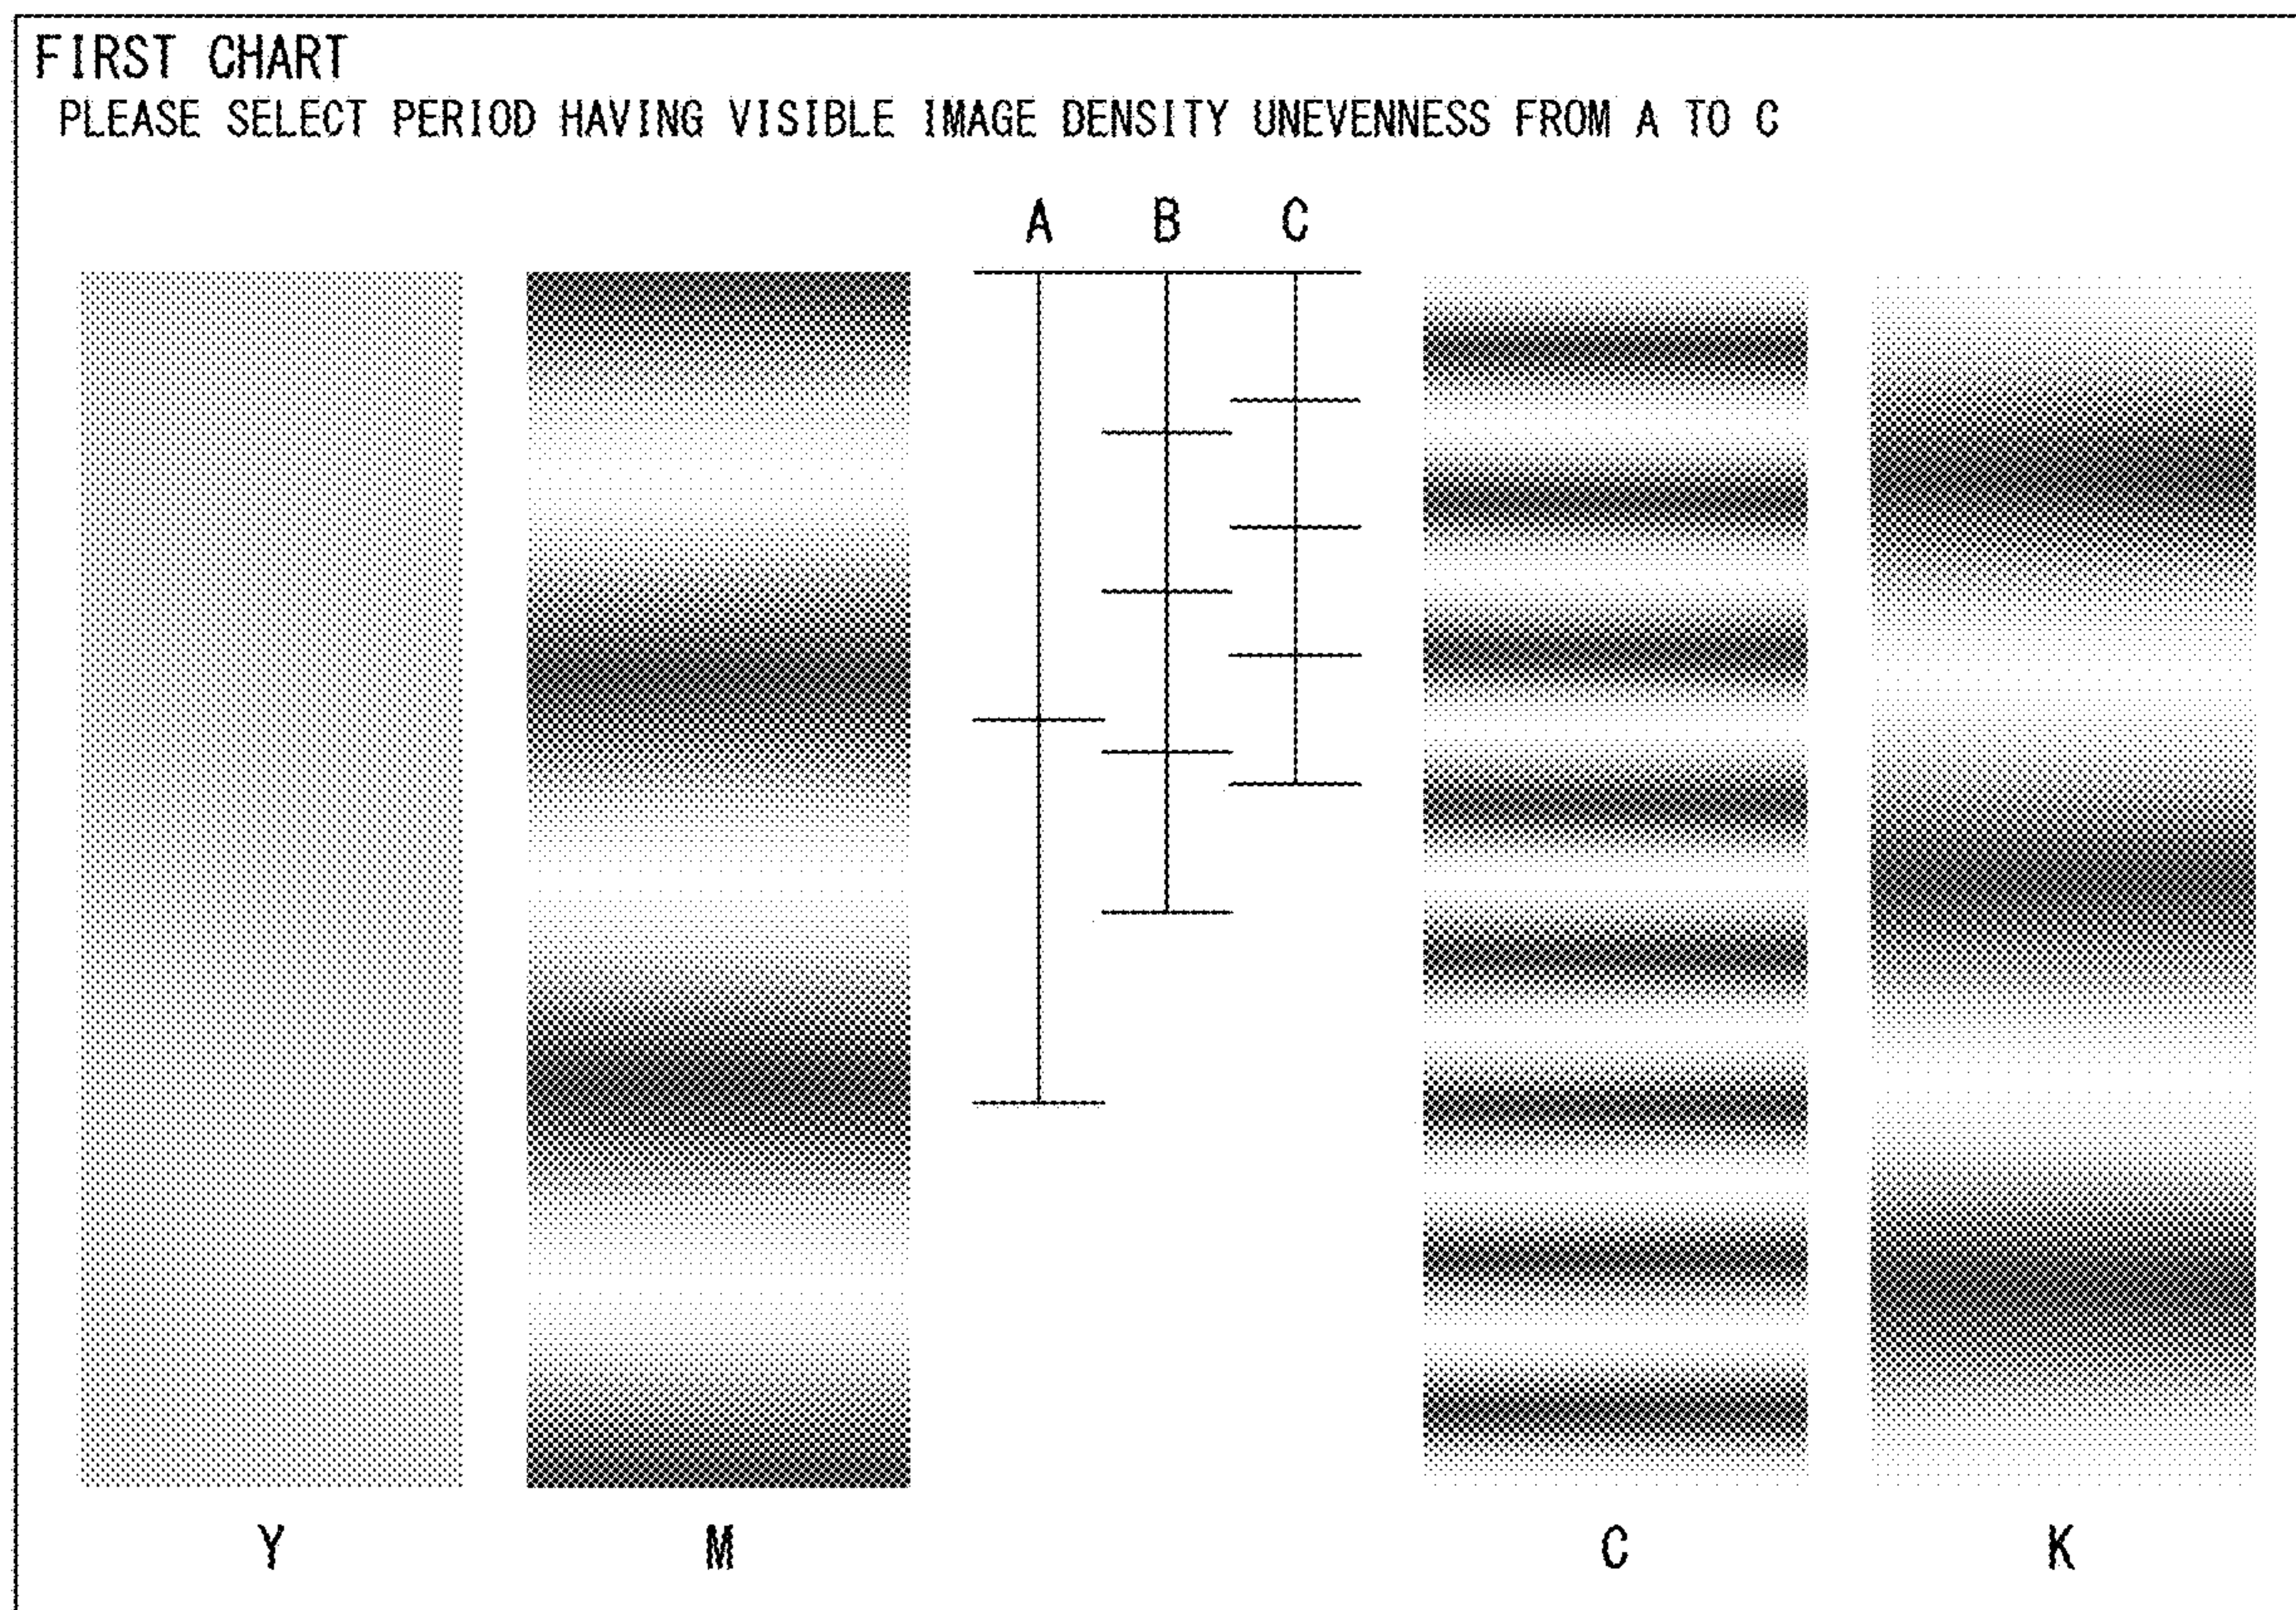 FIRST CHART
PLEASE SELECT PERIOD HAVING VISIBLE IMAGE DENSITY UNEVENNESS FROM A TO C
A B C
Y M C K